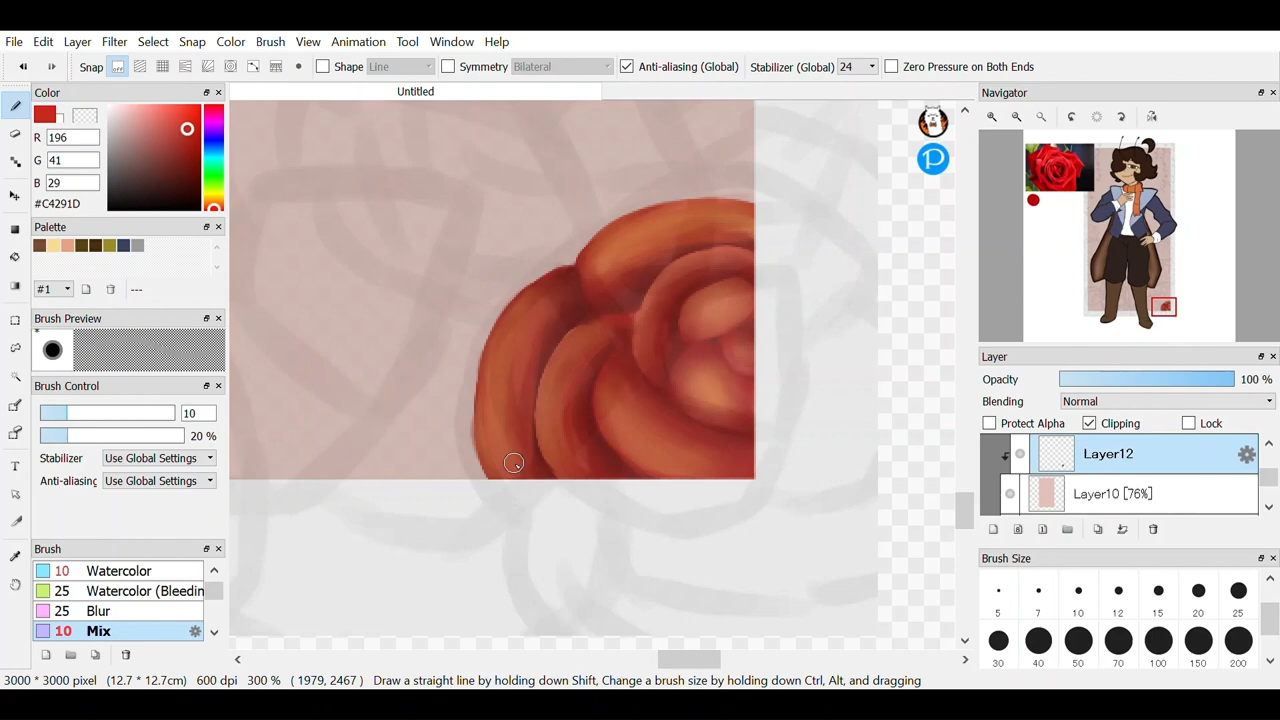 File Edit Layer Filter Select Snap Color Brush View Animation Tool Window Help
Snap off Shape Line Symmetry Bilateral Anti-aliasing (Global) Stabilizer (Global) 24 Zero Pressure on Both Ends
Color
R 196
G 41
B 29
#C4291D
Palette
#1 ---
Brush Preview
Brush Control
10
20 %
Stabilizer Use Global Settings
Anti-aliasing Use Global Settings
Brush
10 Watercolor
25 Watercolor (Bleedin
25 Blur
10 Mix
Untitled
P
Navigator
Layer
Opacity 100 %
Blending Normal
Protect Alpha Clipping Lock
Layer12
Layer10 [76%]
8 1
Brush Size
5 7 10 12 15 20 25
30 40 50 70 100 150 200
3000 * 3000 pixel (12.7 * 12.7cm) 600 dpi 300 % ( 1979, 2467 ) Draw a straight line by holding down Shift, Change a brush size by holding down Ctrl, Alt, and dragging